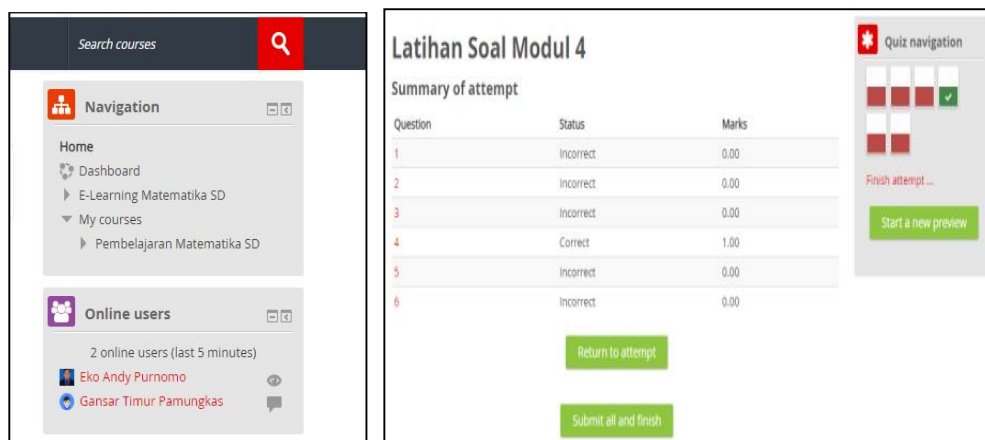 Search courses
Navigation
Home
Dashboard
E-Learning Matematika SD
My courses
Pembelajaran Matematika SD
Online users
2 online users (last 5 minutes)
Eko Andy Purnomo
Gansar Timur Pamungkas
Latihan Soal Modul 4
Summary of attempt
Question Status Marks
1 Incorrect 0.00
2 Incorrect 0.00
3 Incorrect 0.00
4 Correct 1.00
5 Incorrect 0.00
6 Incorrect 0.00
Return to attempt
Submit all and finish
Quiz navigation
Finish attempt ...
Start a new preview